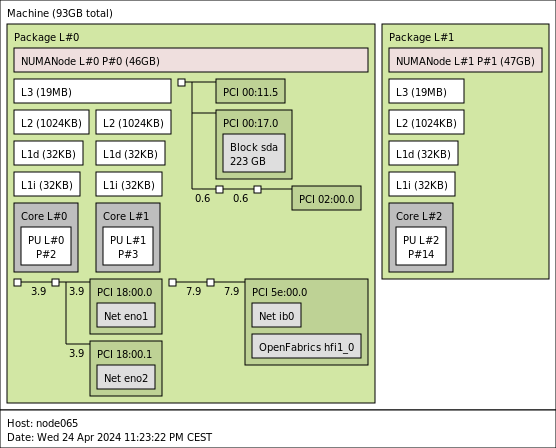 Machine (93GB total)
Package L#0
NUMANode L#0 P#0 (46GB)
L3 (19MB)
L2 (1024KB)
L2 (1024KB)
L1d (32KB)
L1d (32KB)
L1i (32KB)
L1i (32KB)
Core L#0
PU L#0
P#2
Core L#1
PU L#1
P#3
PCI 00:11.5
PCI 00:17.0
Block sda
223 GB
0.6
0.6
PCI 02:00.0
3.9
3.9
PCI 18:00.0
Net eno1
3.9
PCI 18:00.1
Net eno2
7.9
7.9
PCI 5e:00.0
Net ib0
OpenFabrics hfi1_0
Package L#1
NUMANode L#1 P#1 (47GB)
L3 (19MB)
L2 (1024KB)
L1d (32KB)
L1i (32KB)
Core L#2
PU L#2
P#14
Host: node065
Date: Wed 24 Apr 2024 11:23:22 PM CEST